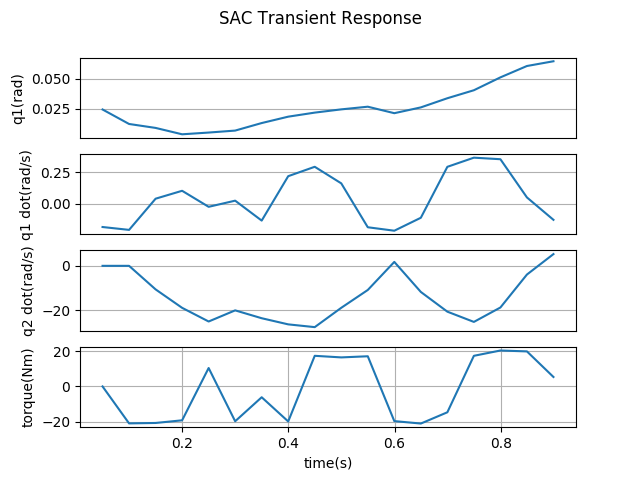 SAC Transient Response
q1(rad)
0.050
0.025
q1 dot(rad/s)
0.25
0.00
q2 dot(rad/s)
0
−20
torque(Nm)
20
0
−20
0.2 0.4 0.6 0.8
time(s)